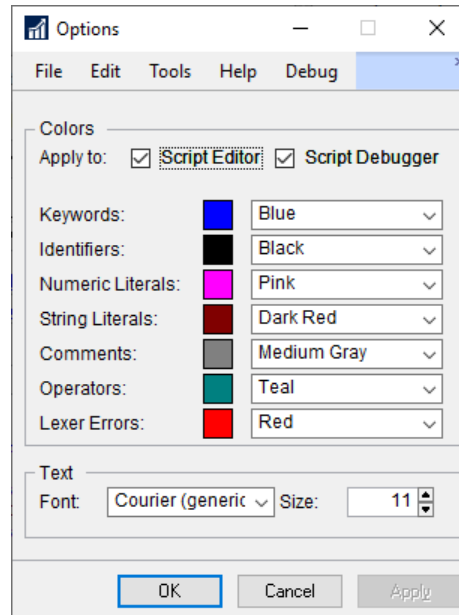 Options
File Edit Tools Help Debug
Colors
Apply to: Script Editor Script Debugger
Keywords: Blue
Identifiers: Black
Numeric Literals: Pink
String Literals: Dark Red
Comments: Medium Gray
Operators: Teal
Lexer Errors: Red
Text
Font: Courier (generic Size: 11
OK Cancel Apply